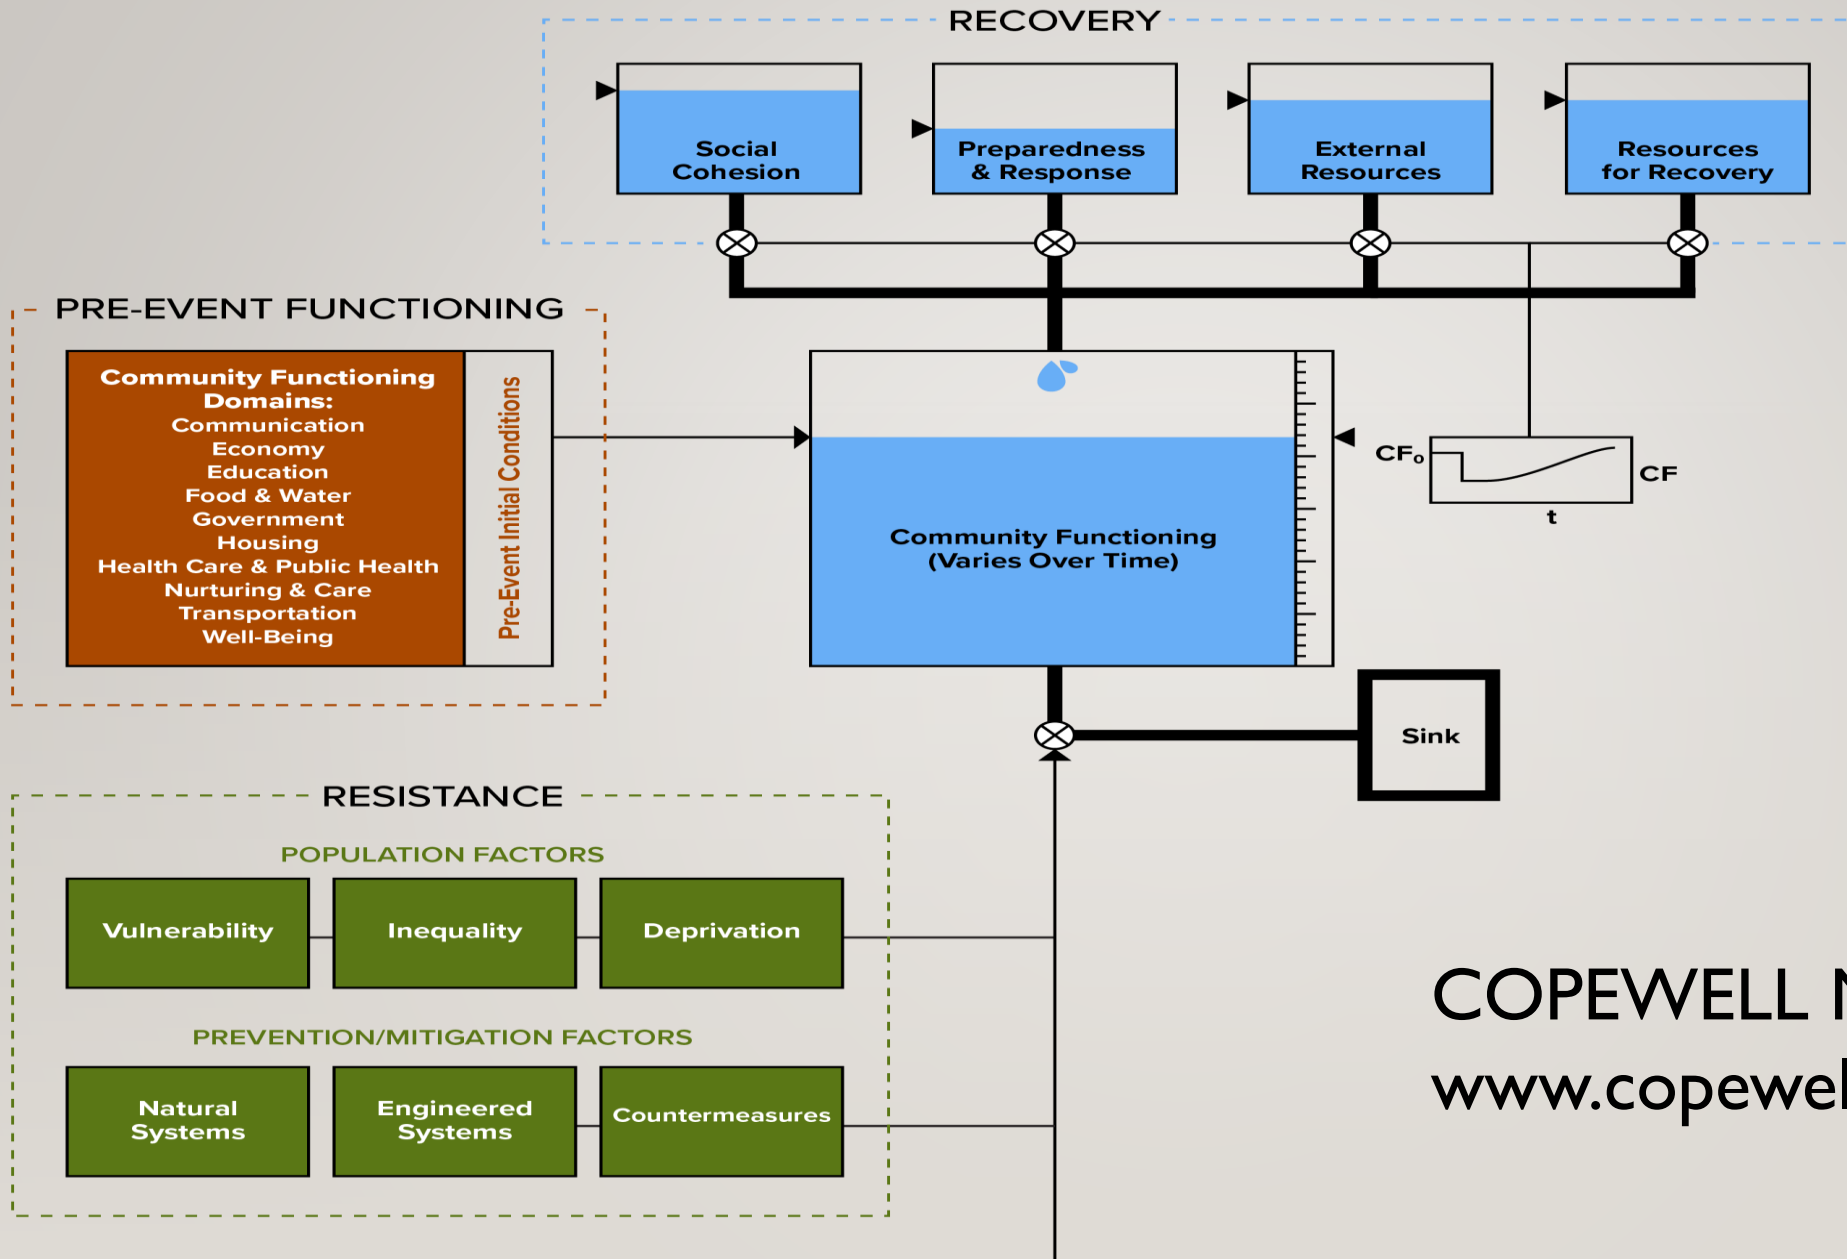 RECOVERY
Social
Cohesion
Preparedness
& Response
External
Resources
Resources
for Recovery
PRE-EVENT FUNCTIONING
Community Functioning
Domains:
Communication
Economy
Education
Food & Water
Government
Housing
Health Care & Public Health
Nurturing & Care
Transportation
Well-Being
Pre-Event Initial Conditions
Community Functioning
(Varies Over Time)
CF₀
CF
t
Sink
RESISTANCE
POPULATION FACTORS
Vulnerability
Inequality
Deprivation
PREVENTION/MITIGATION FACTORS
Natural
Systems
Engineered
Systems
Countermeasures
COPEWELL
www.copewel